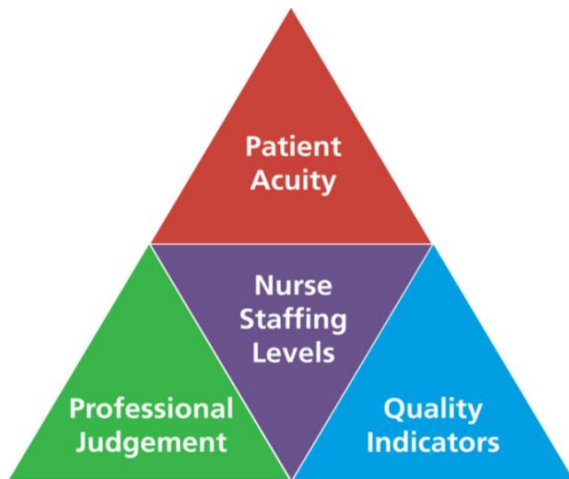 Patient
Acuity
Nurse
Staffing
Levels
Professional
Judgement
Quality
Indicators